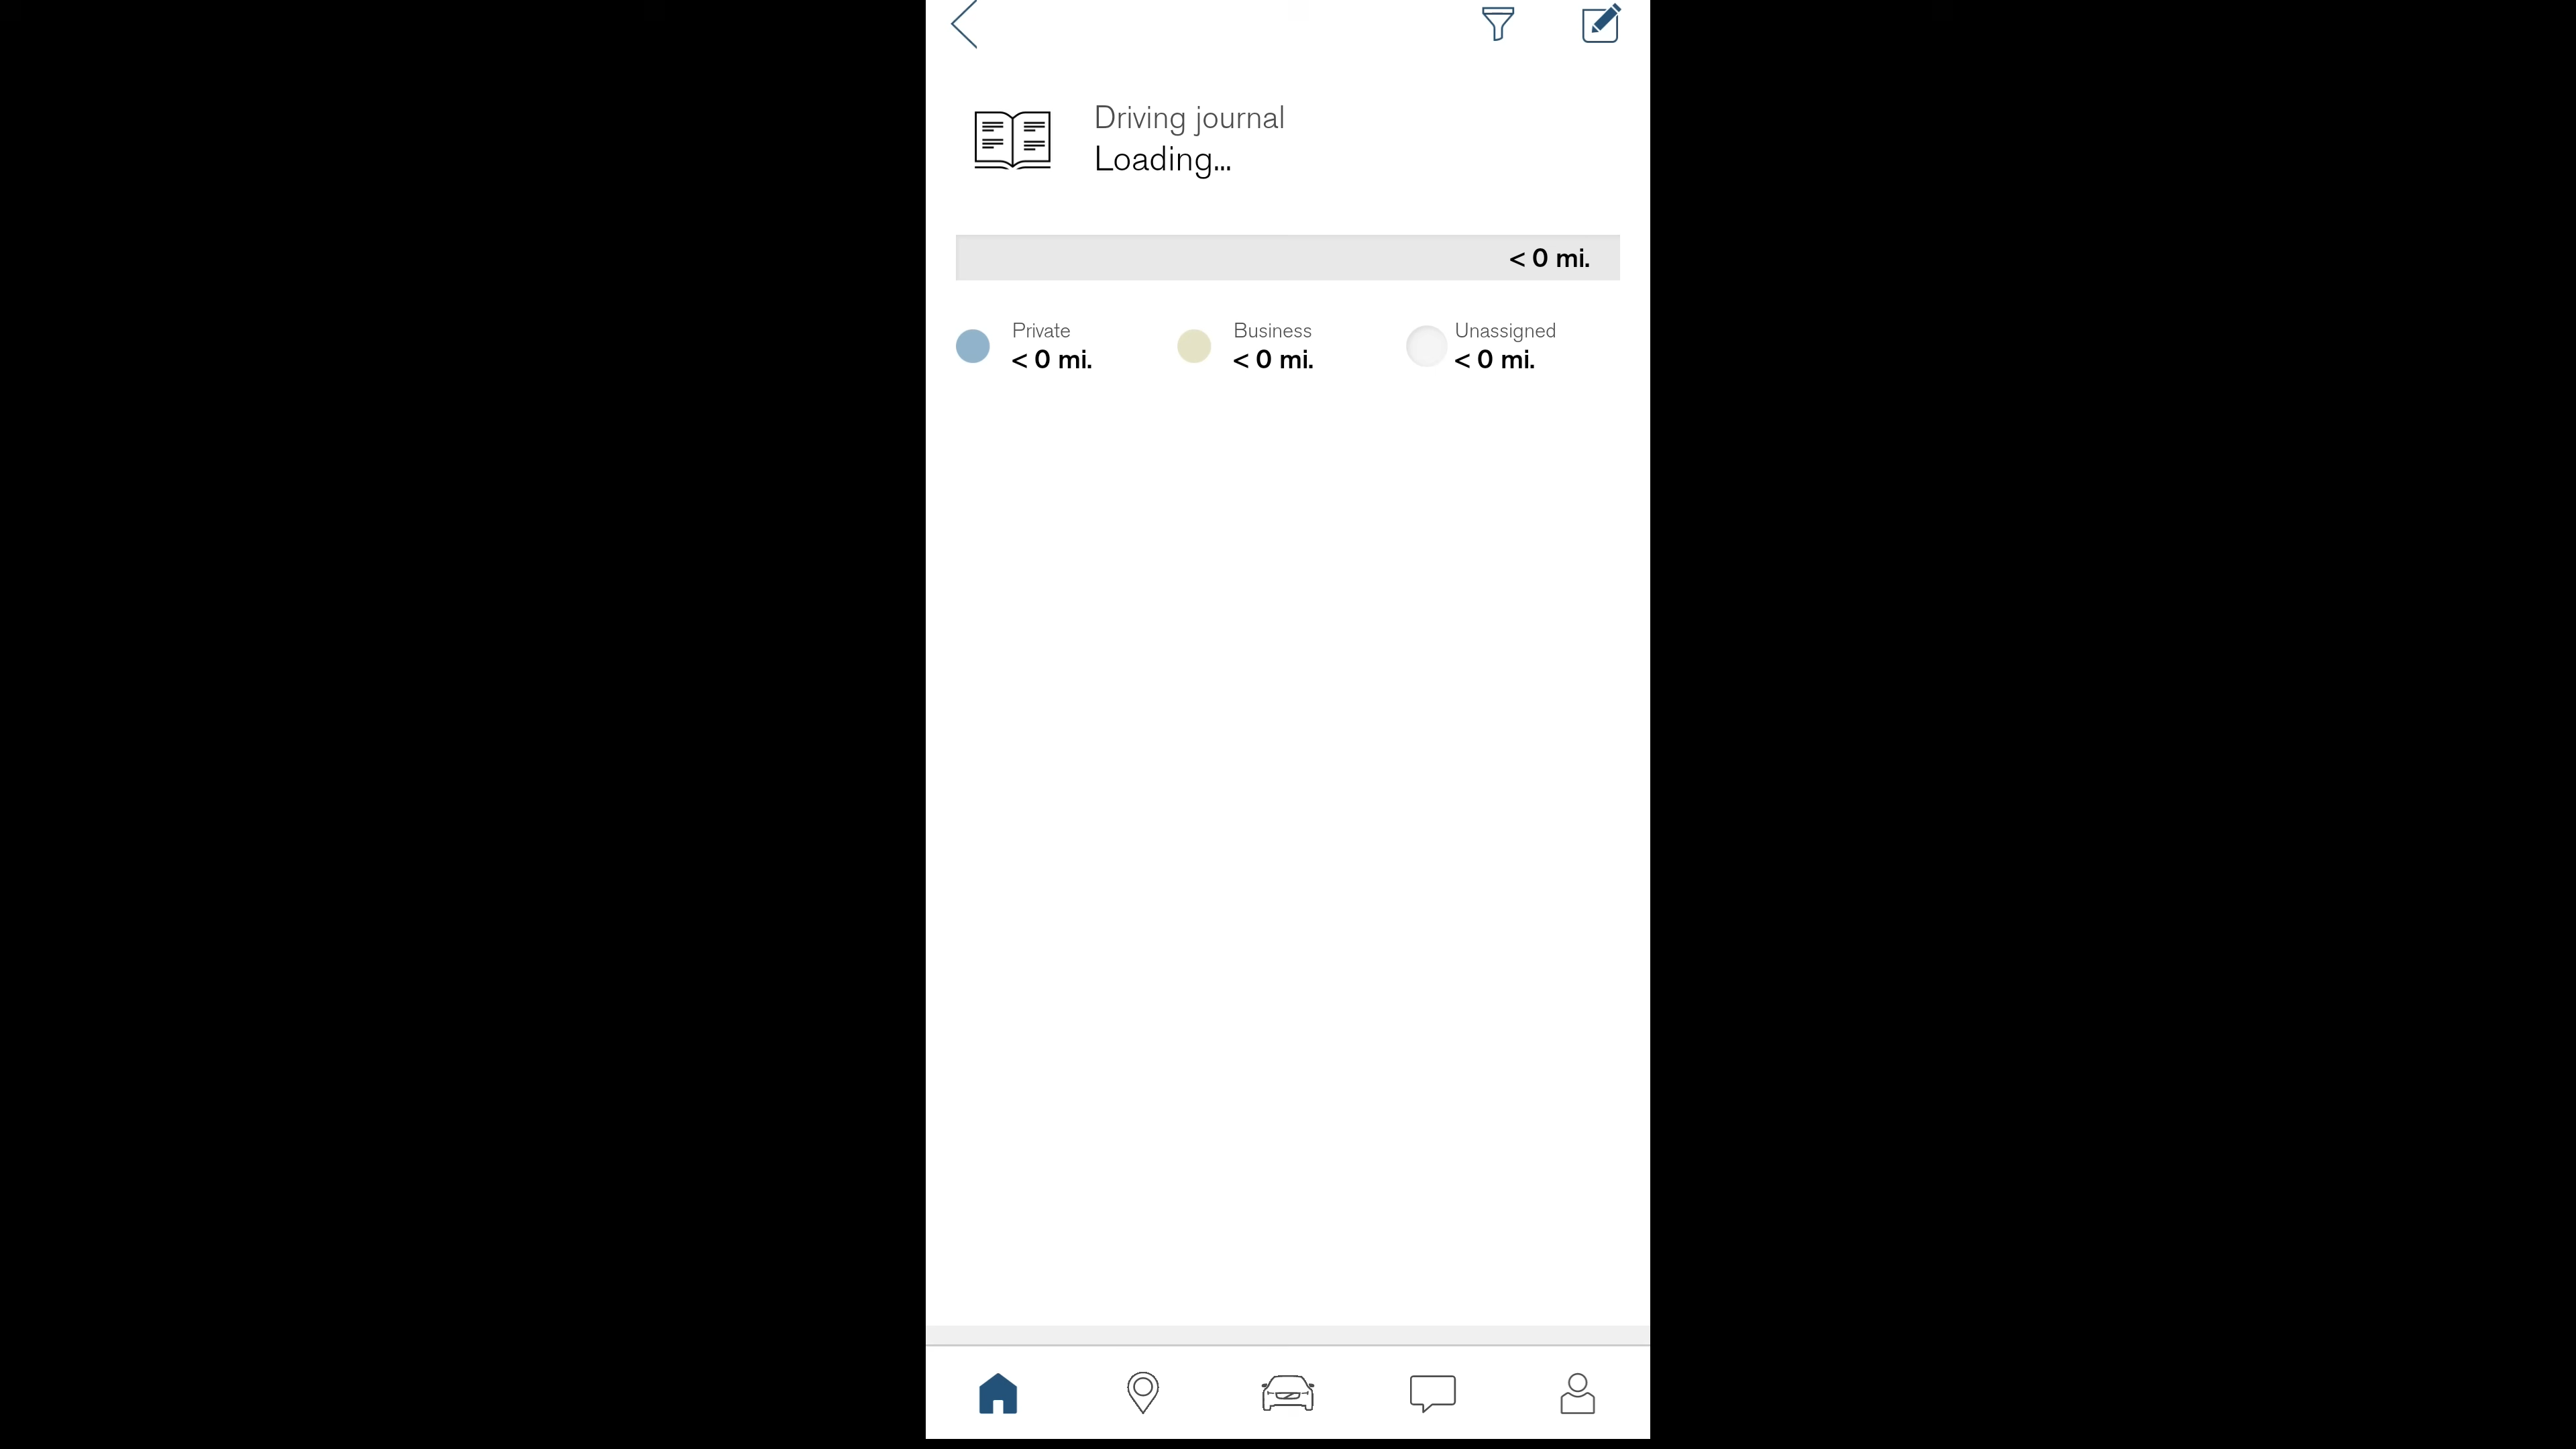 Driving journal
Loading...
< 0 mi.
Private
< 0 mi.
Business
< 0 mi.
Unassigned
< 0 mi.